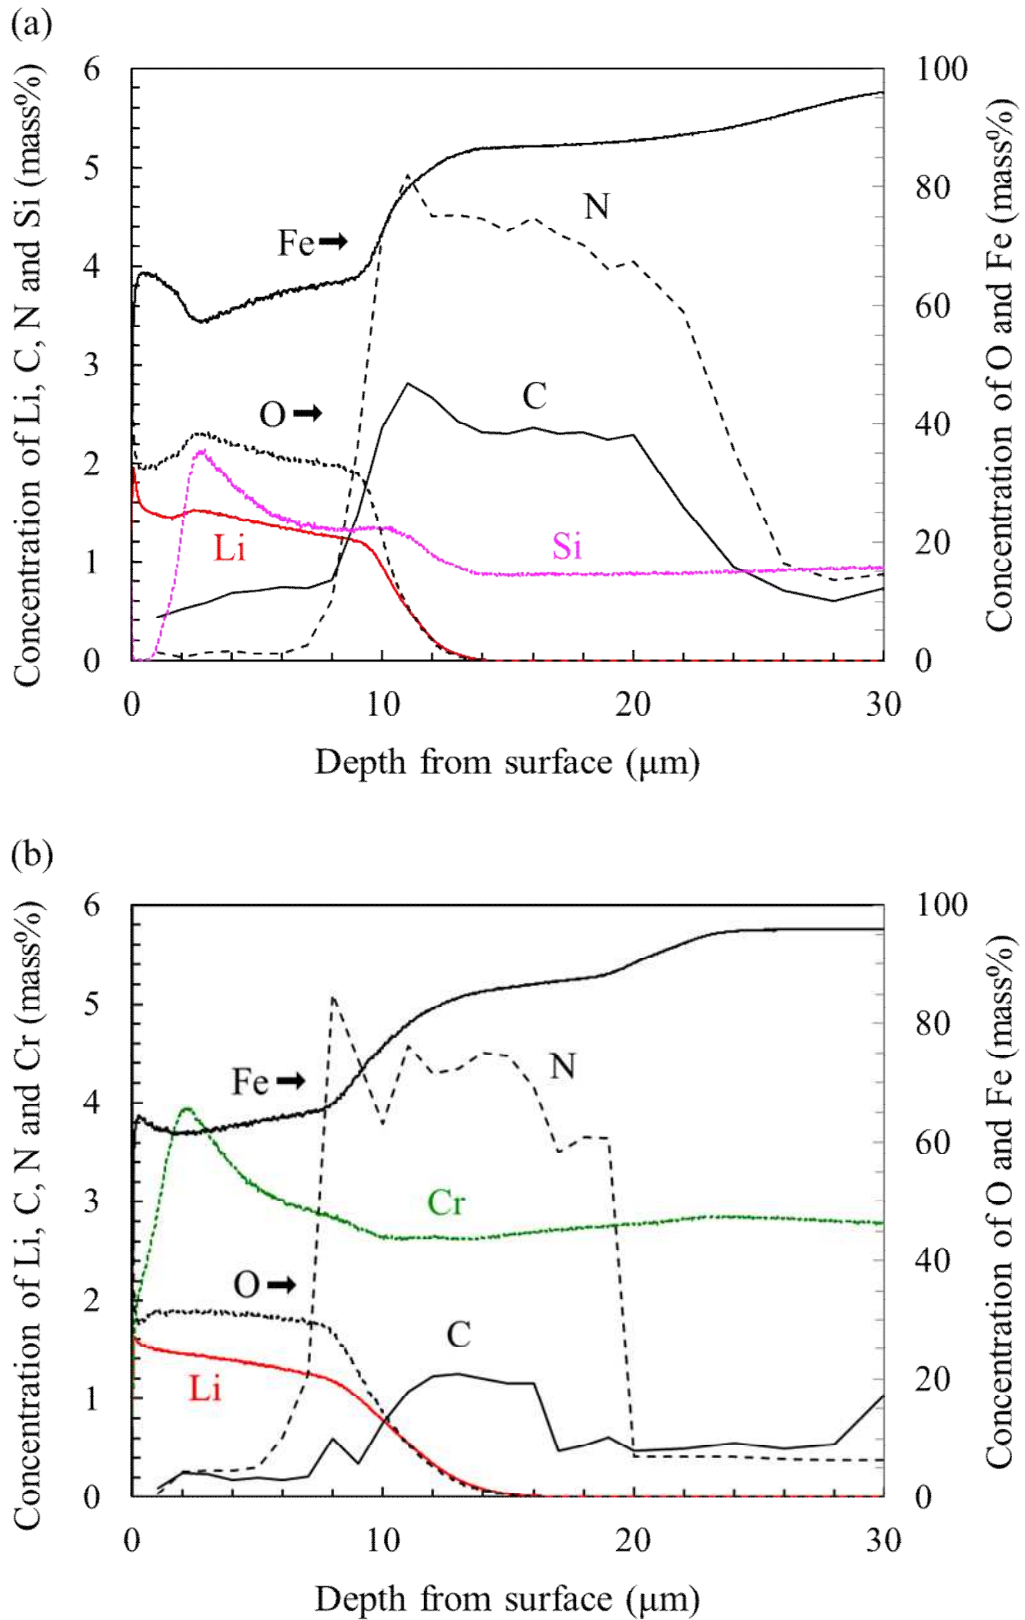 (a)
Concentration of Li, C, N and Si (mass%)
6
5
4
3
2
1
0
100
80
60
40
20
0
Concentration of O and Fe (mass%)
Fe
N
O
C
Li
Si
0
10
20
30
Depth from surface (μm)
(b)
Concentration of Li, C, N and Cr (mass%)
6
5
4
3
2
1
0
100
80
60
40
20
0
Concentration of O and Fe (mass%)
Fe
N
Cr
O
C
Li
0
10
20
30
Depth from surface (μm)